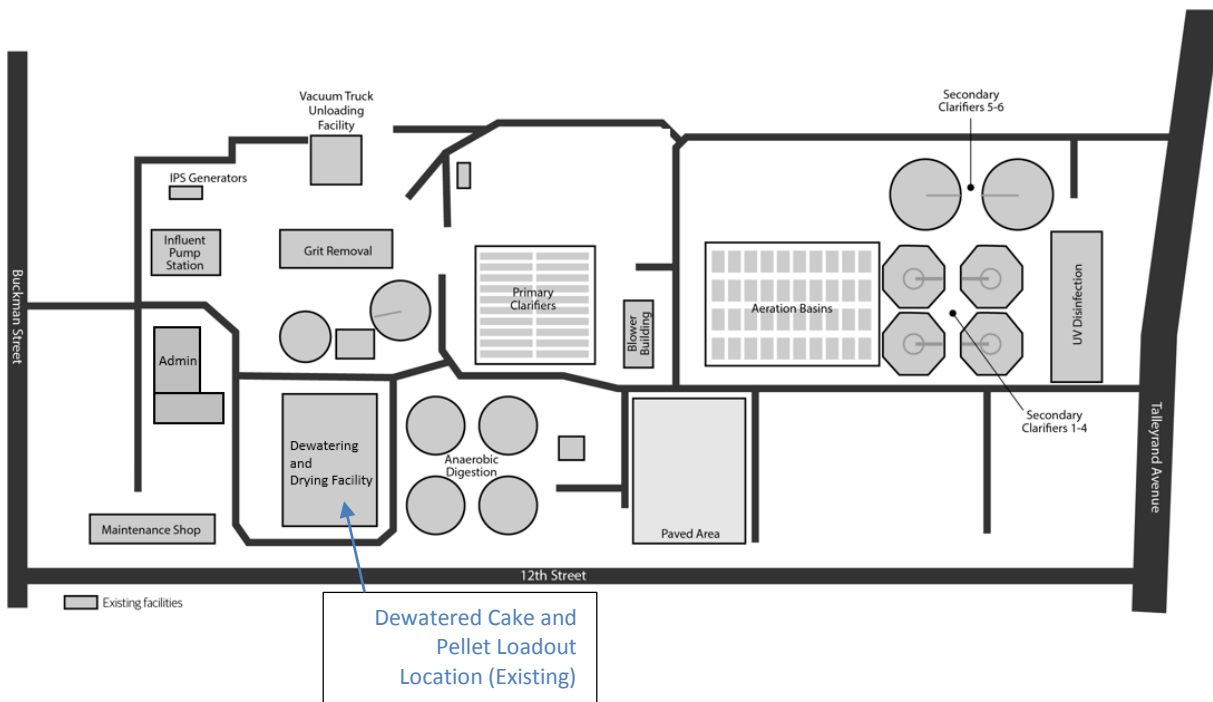 Vacuum Truck
Unloading
Facility
Secondary
Clarifiers 5-6
IPS Generators
Influent
Pump
Station
Grit Removal
Primary
Clarifiers
Blower
Building
Aeration Basins
UV Disinfection
Buckman Street
Admin
Secondary
Clarifiers 1-4
Talleyrand Avenue
Dewatering
and
Drying Facility
Anaerobic
Digestion
Maintenance Shop
Paved Area
12th Street
Existing facilities
Dewatered Cake and
Pellet Loadout
Location (Existing)